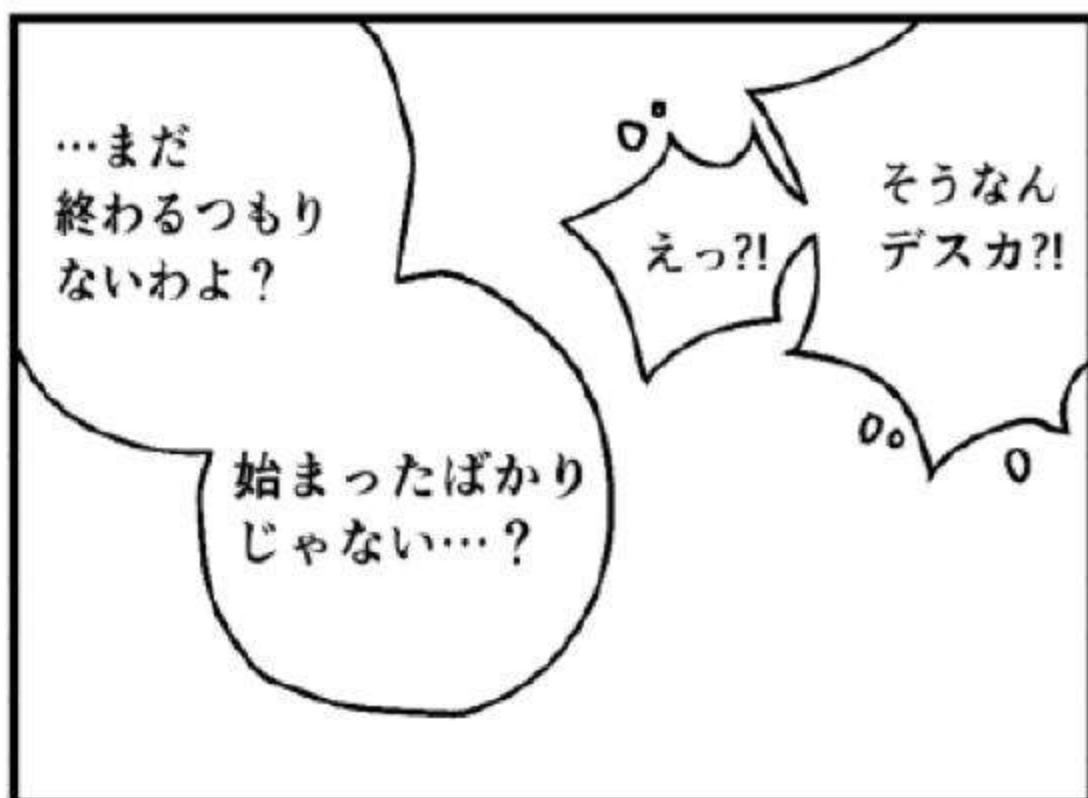 そうなん
デスカ?!
えっ?!
…まだ
終わるつもり
ないわよ？
始まったばかり
じゃない…？